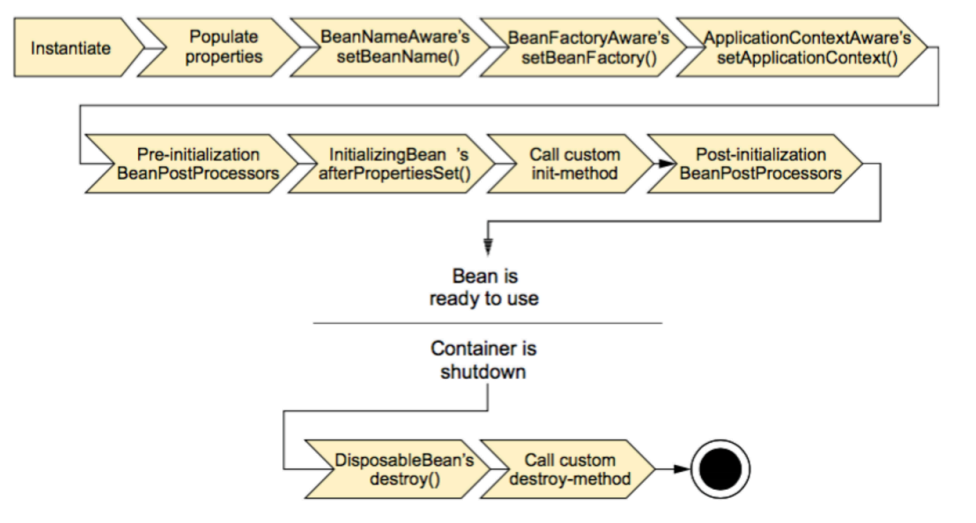 Instantiate
Populate
properties
BeanNameAware's
setBeanName()
BeanFactoryAware's
setBeanFactory()
ApplicationContextAware's
setApplicationContext()
Pre-initialization
BeanPostProcessors
InitializingBean 's
afterPropertiesSet()
Call custom
init-method
Post-initialization
BeanPostProcessors
Bean is
ready to use
Container is
shutdown
DisposableBean's
destroy()
Call custom
destroy-method